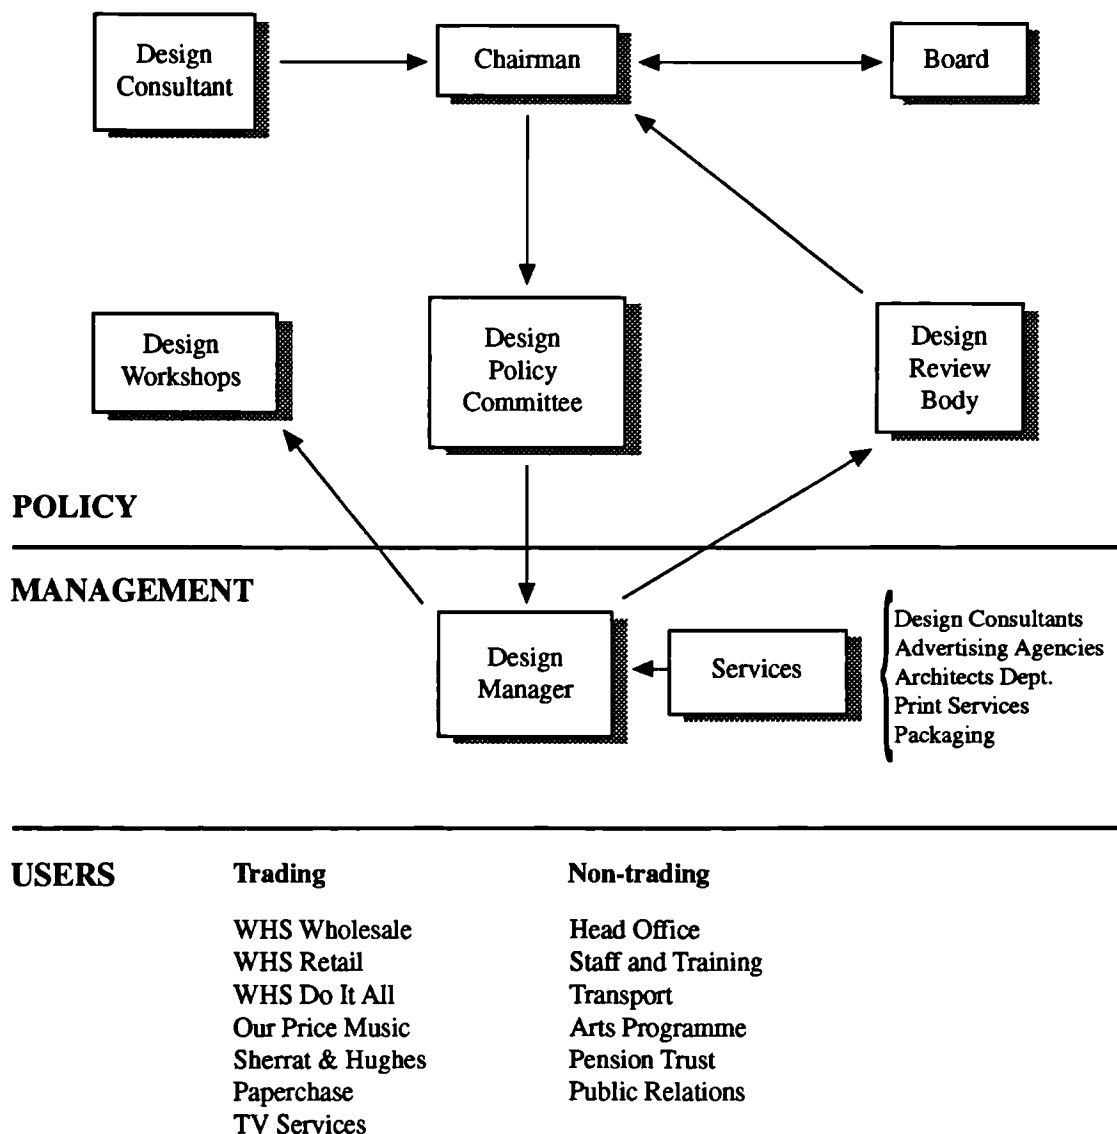 Design
Consultant
Chairman
Board
Design
Workshops
Design
Policy
Committee
Design
Review
Body
POLICY
MANAGEMENT
Design
Manager
Services
Design Consultants
Advertising Agencies
Architects Dept.
Print Services
Packaging
USERS
Trading
WHS Wholesale
WHS Retail
WHS Do It All
Our Price Music
Sherrat & Hughes
Paperchase
TV Services
Non-trading
Head Office
Staff and Training
Transport
Arts Programme
Pension Trust
Public Relations